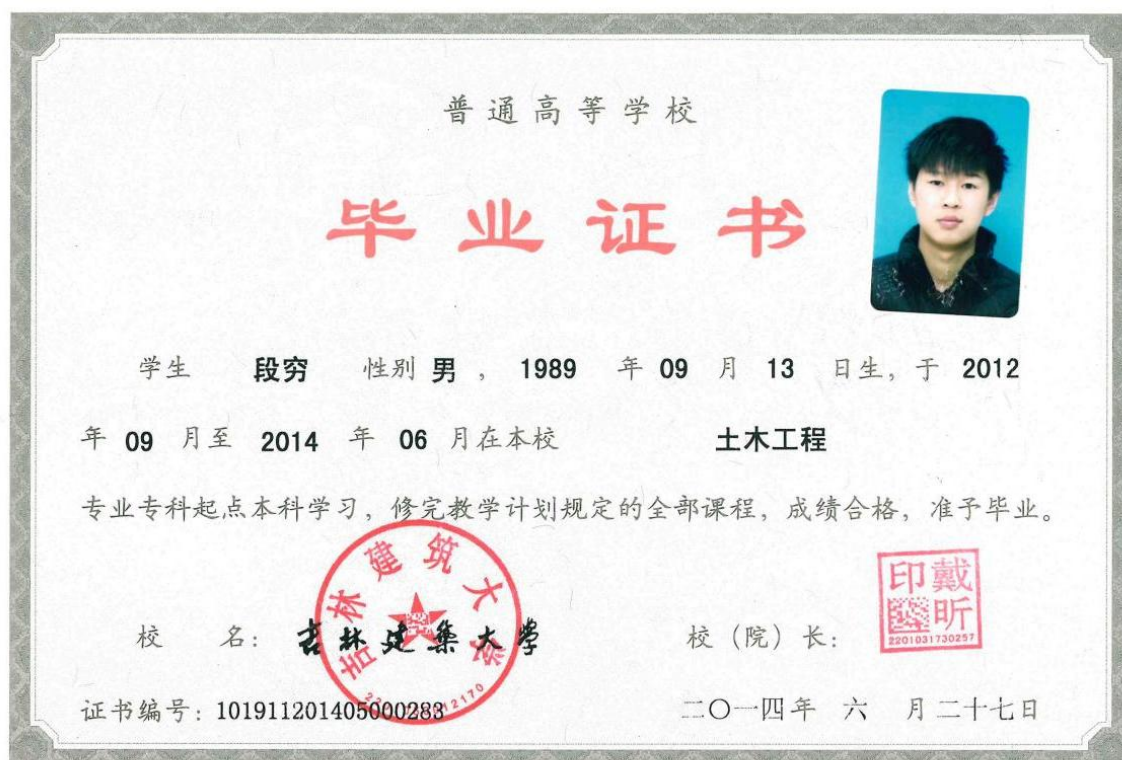 普通高等学校
毕业证书
学生 段穷 性别 男 , 1989 年 09 月 13 日生, 于 2012
年 09 月至 2014 年 06 月在本校 土木工程
专业专科起点本科学习, 修完教学计划规定的全部课程, 成绩合格, 准予毕业。
吉林建筑大学
校 名: 吉林建築大学 校 (院) 长:
印戴
昕
2201031730257
证书编号: 101911201405000283 二〇一四年 六 月二十七日